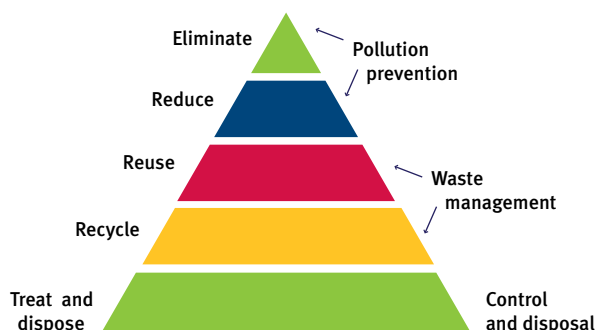 Eliminate
Pollution
prevention
Reduce
Reuse
Waste
management
Recycle
Treat and
dispose
Control
and disposal